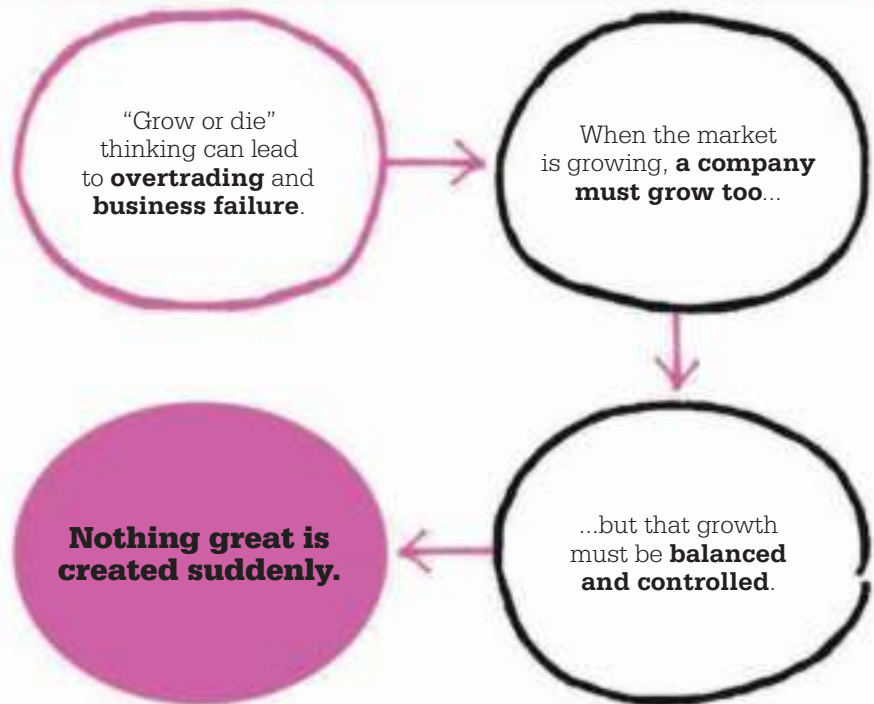 “Grow or die”
thinking can lead
to overtrading and
business failure.
When the market
is growing, a company
must grow too...
...but that growth
must be balanced
and controlled.
Nothing great is
created suddenly.